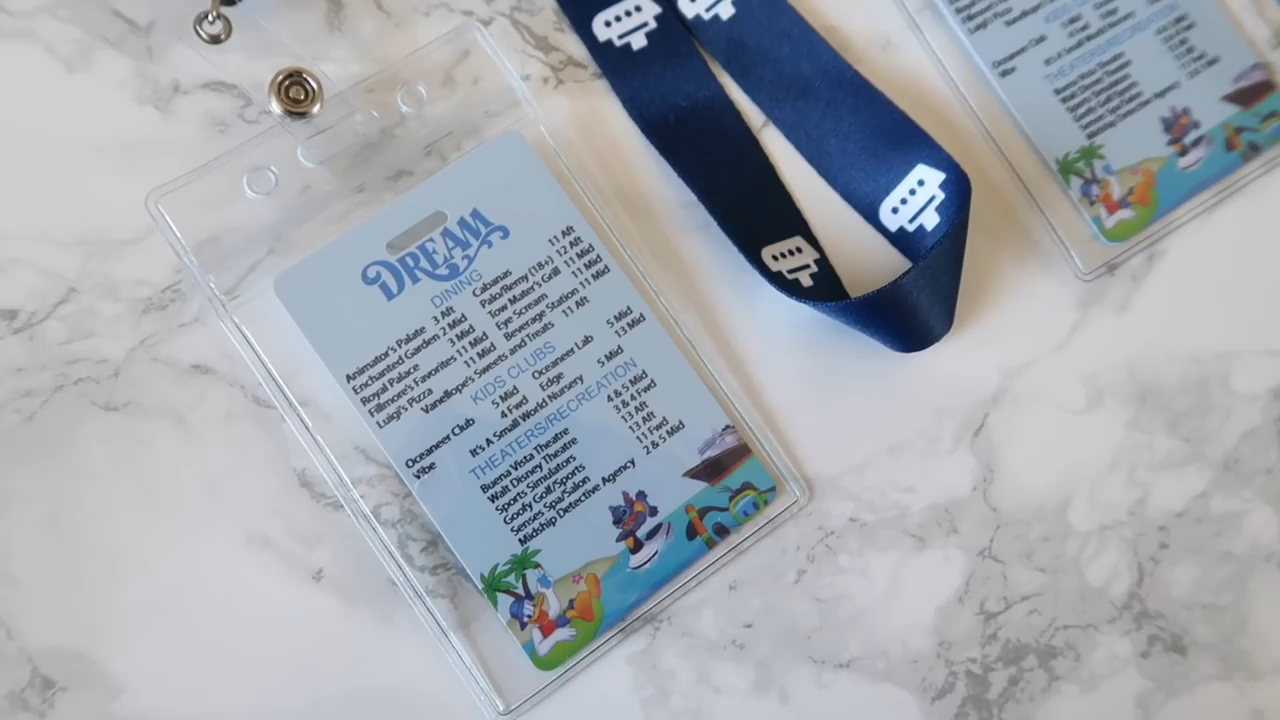 DREAM
DINING
Animator's Palate 3 Aft Cabanas 11 Aft
Enchanted Garden 2 Mid Palo/Remy (18+) 12 Aft
Royal Palace 3 Mid Tow Mater's Grill 11 Mid
Fillmore's Favorites 11 Mid Eye Scream 11 Mid
Luigi's Pizza 11 Mid Beverage Station 11 Mid
Vanellope's Sweets and Treats 11 Aft
KIDS CLUBS
Oceaneer Club 5 Mid Oceaneer Lab 5 Mid
Vibe 4 Fwd Edge 13 Mid
It's A Small World Nursery 5 Mid
THEATERS/RECREATION
Buena Vista Theatre 4 & 5 Mid
Walt Disney Theatre 3 & 4 Fwd
Sports Simulators 13 Aft
Goofy Golf/Sports
Senses Spa/Salon 11 Fwd
Midship Detective Agency 2 & 5 Mid
Oceaneer Club
Vibe
THEATERS/RECREATION